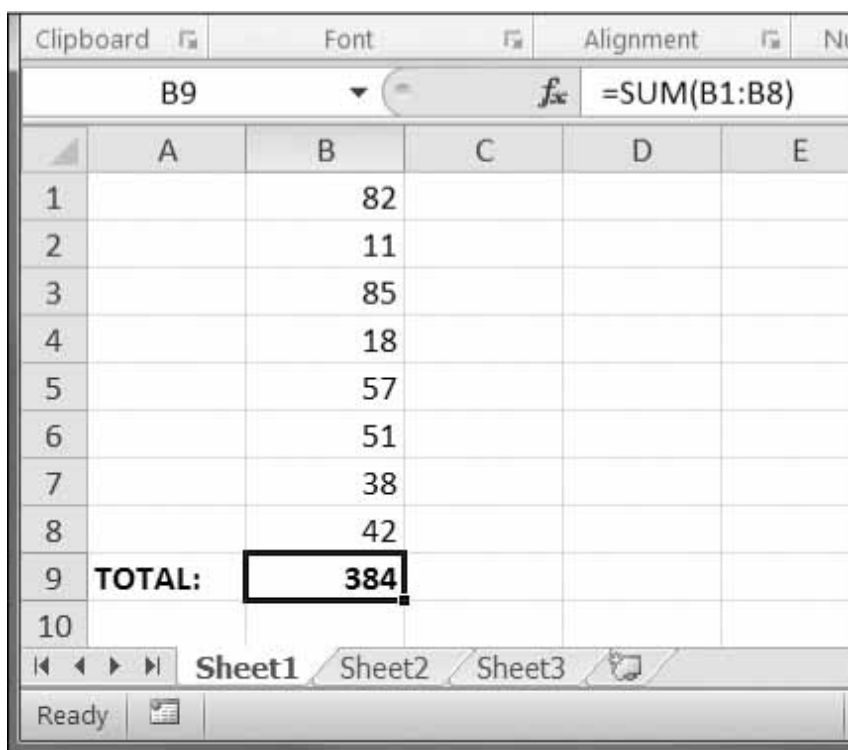 Clipboard Font Alignment
B9 fx =SUM(B1:B8)
A B C D E
1 82
2 11
3 85
4 18
5 57
6 51
7 38
8 42
9 TOTAL: 384
10
Sheet1 Sheet2 Sheet3
Ready